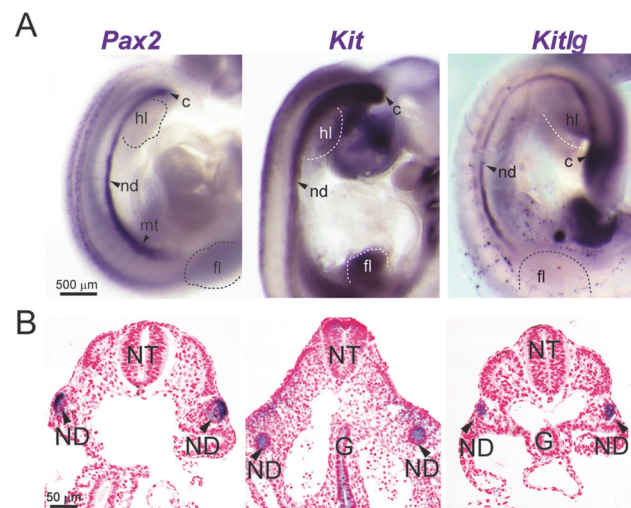 A
Pax2 Kit Kitlg
c hl nd mt fl
500 µm
hl c nd fl
hl c nd fl
B
NT ND ND
50 µm
NT G ND ND
NT G ND ND